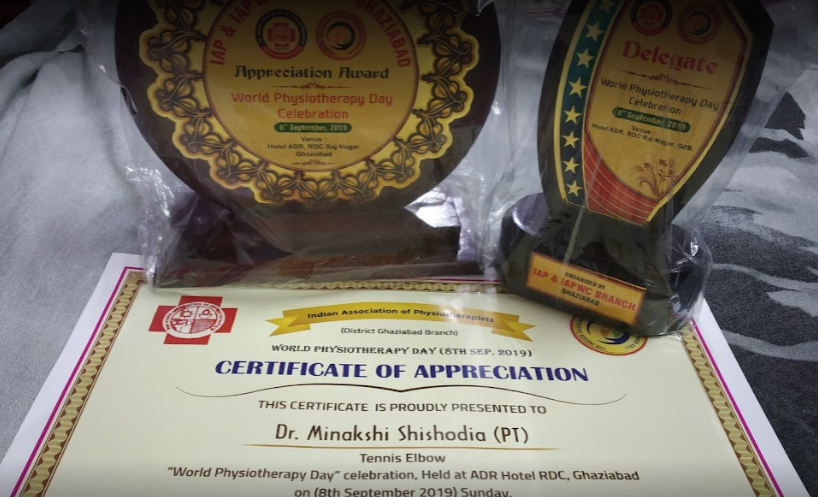 IAP & IAPW
GHAZIABAD
Appreciation Award
World Physiotherapy Day
Celebration
8th September, 2019
Venue :
Hotel ADR, RDC Raj Nagar
Ghaziabad
Delegate
World Physiotherapy Day
Celebration
8th September, 2019
Venue :
Hotel ADR, RDC Raj Nagar, GZB.
ORGANISED BY
IAP & IAPWC BRANCH
GHAZIABAD
Indian Association of Physiotherapists
(District Ghaziabad Branch)
WORLD PHYSIOTHERAPY DAY (8TH SEP. 2019)
CERTIFICATE OF APPRECIATION
THIS CERTIFICATE IS PROUDLY PRESENTED TO
Dr. Minakshi Shishodia (PT)
Tennis Elbow
"World Physiotherapy Day" celebration, Held at ADR Hotel RDC, Ghaziabad
on (8th September 2019) Sunday.